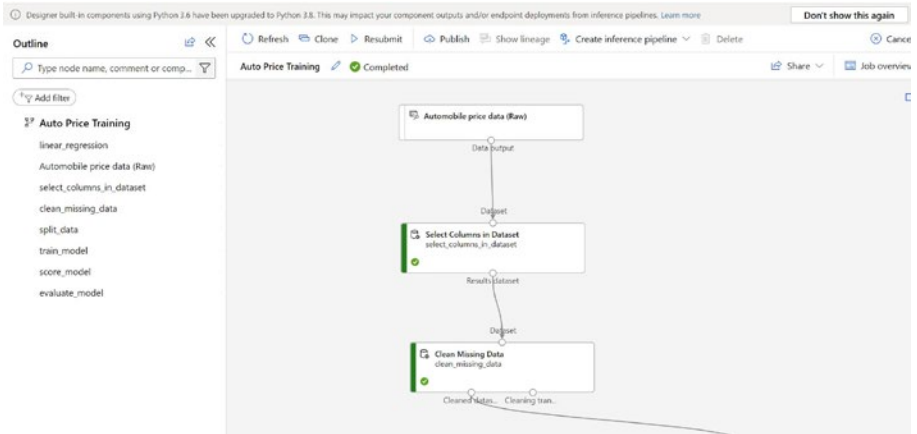 Designer built-in components using Python 3.6 have been upgraded to Python 3.8. This may impact your component outputs and/or endpoint deployments from inference pipelines. Learn more
Don't show this again
Outline
Refresh Clone Resubmit Publish Show lineage Create inference pipeline Delete Cance
Type node name, comment or comp...
Auto Price Training Completed Share Job overview
Add filter
Auto Price Training
linear_regression
Automobile price data (Raw)
select_columns_in_dataset
clean_missing_data
split_data
train_model
score_model
evaluate_model
Automobile price data (Raw)
Data output
Dataset
Select Columns in Dataset
select_columns_in_dataset
Results dataset
Dataset
Clean Missing Data
clean_missing_data
Cleaned datas... Cleaning tran...